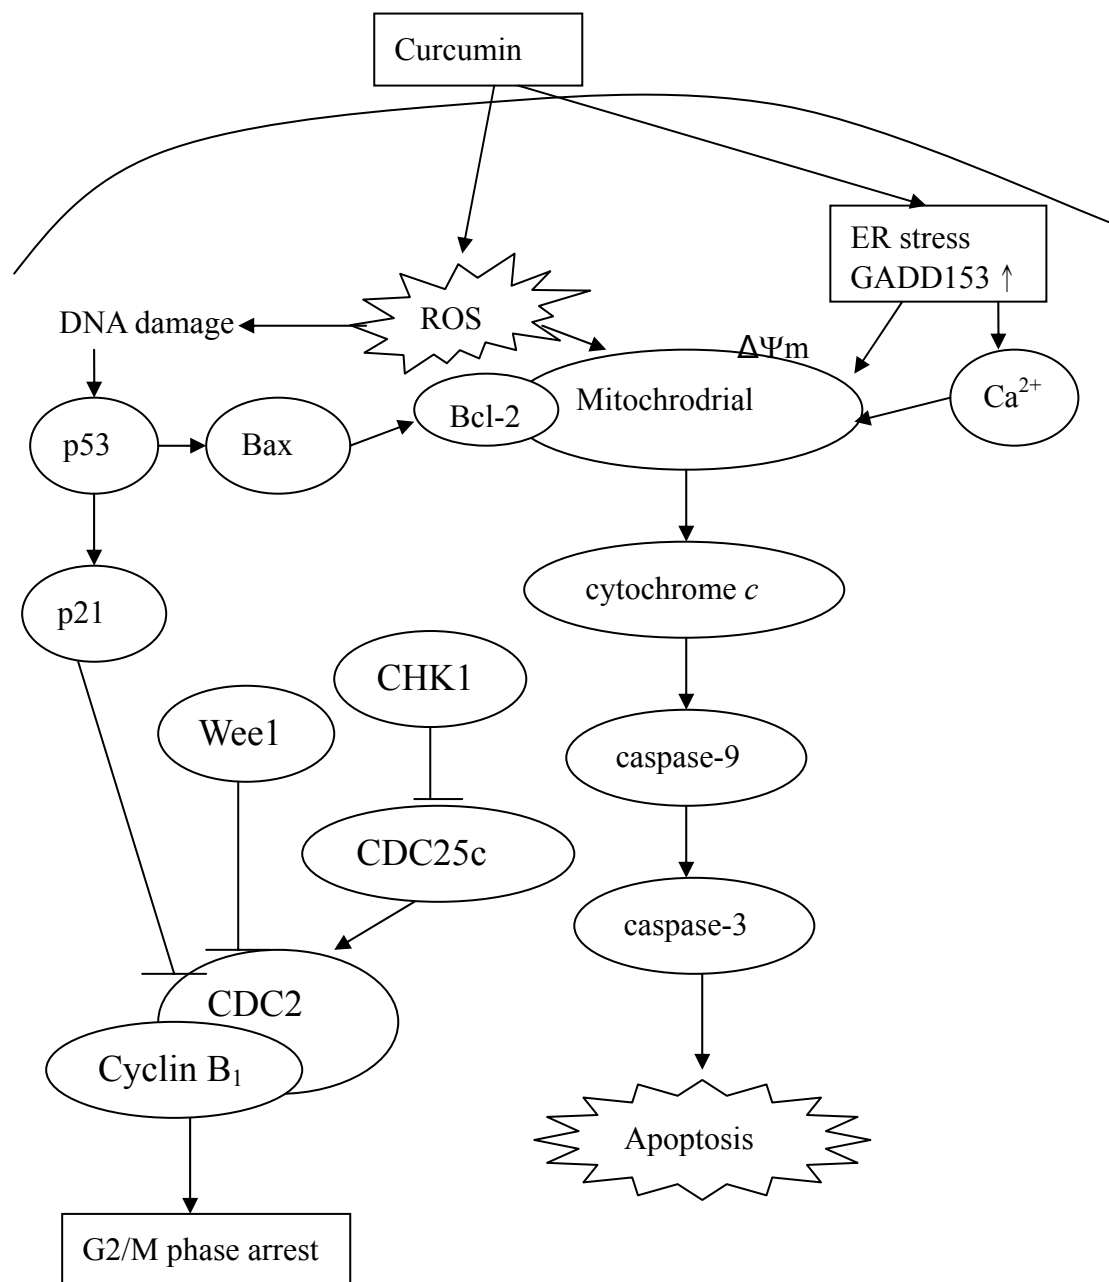 Curcumin
ER stress
GADD153 ↑
ROS
DNA damage
ΔΨm
Mitochrodrial
Bcl-2
Ca²⁺
p53
Bax
cytochrome c
p21
CHK1
Wee1
caspase-9
CDC25c
caspase-3
CDC2
Cyclin B₁
Apoptosis
G2/M phase arrest